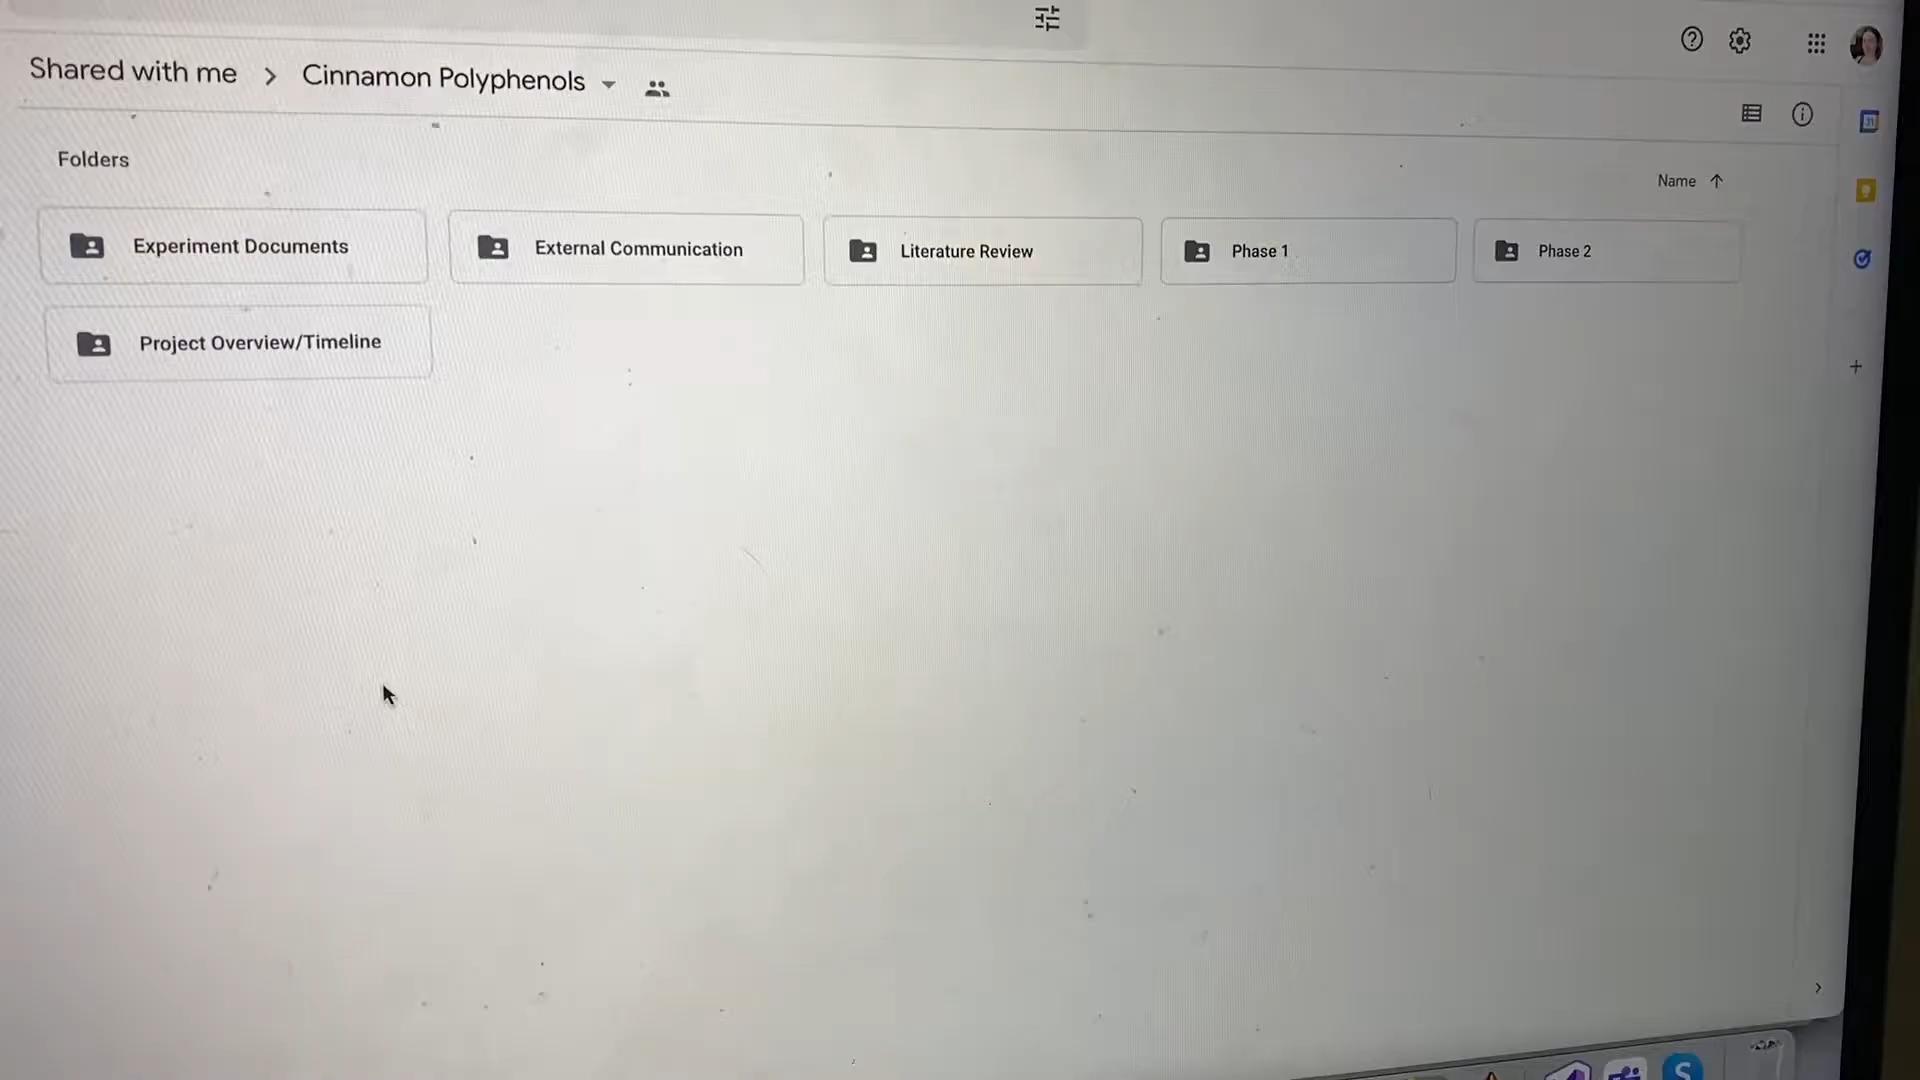 Shared with me > Cinnamon Polyphenols
Folders
Name
Experiment Documents
External Communication
Literature Review
Phase 1
Phase 2
Project Overview/Timeline
31
S